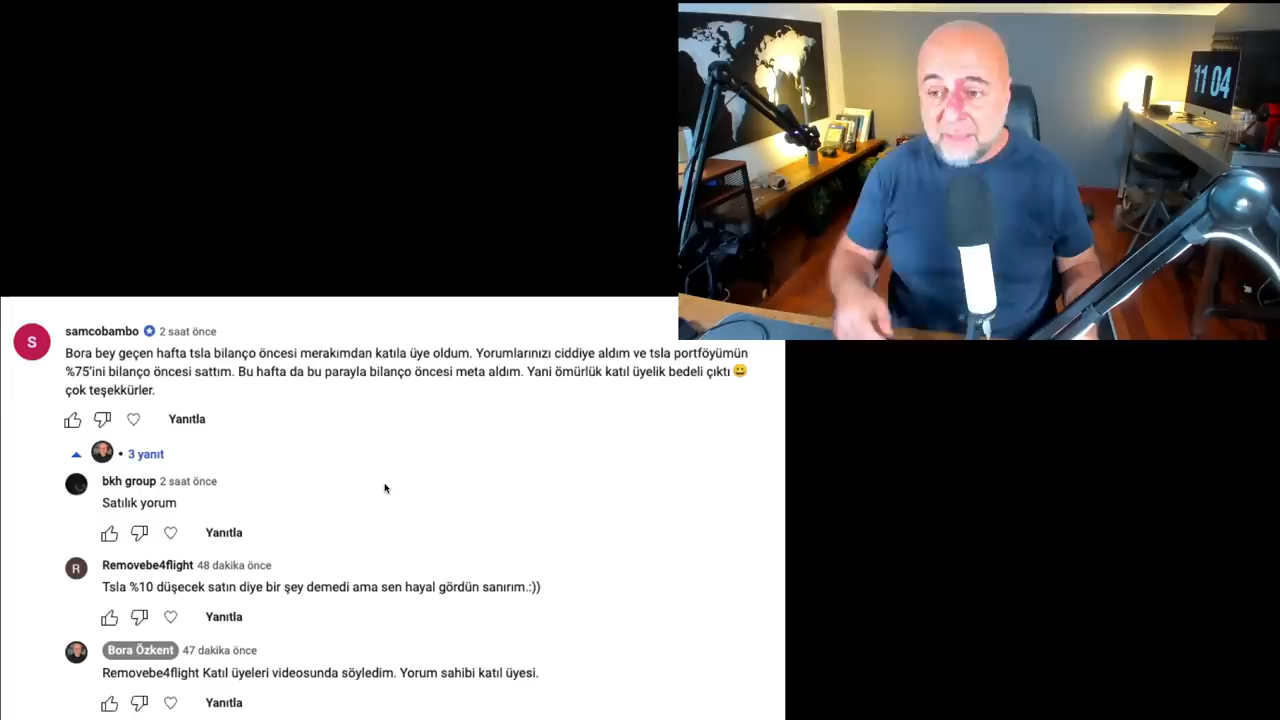 11 04
samcobambo 2 saat önce
Bora bey geçen hafta tsla bilanço öncesi merakımdan katıla üye oldum. Yorumlarınızı ciddiye aldım ve tsla portföyümün
%75'ini bilanço öncesi sattım. Bu hafta da bu parayla bilanço öncesi meta aldım. Yani ömürlük katıl üyelik bedeli çıktı😀
çok teşekkürler.
Yanıtla
• 3 yanıt
bkh group 2 saat önce
Satılık yorum
Yanıtla
Removebe4flight 48 dakika önce
Tsla %10 düşecek satın diye bir şey demedi ama sen hayal gördün sanırım.:))
Yanıtla
Bora Özkent 47 dakika önce
Removebe4flight Katıl üyeleri videosunda söyledim. Yorum sahibi katıl üyesi.
Yanıtla
S
R